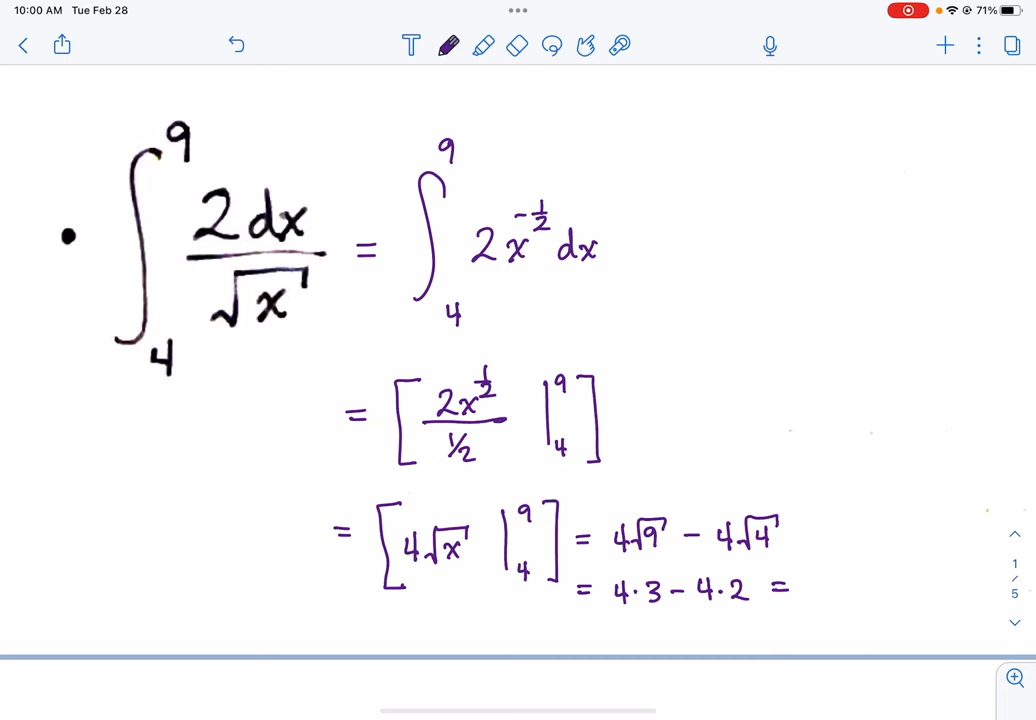 10:00 AM Tue Feb 28 71%
T
• ∫₄⁹ 2dx/√x = ∫₄⁹ 2x^(-1/2) dx
= [ 2x^(1/2) / (1/2) |₄⁹ ]
= [ 4√x |₄⁹ ] = 4√9 − 4√4
= 4·3 − 4·2 =
1
/
5